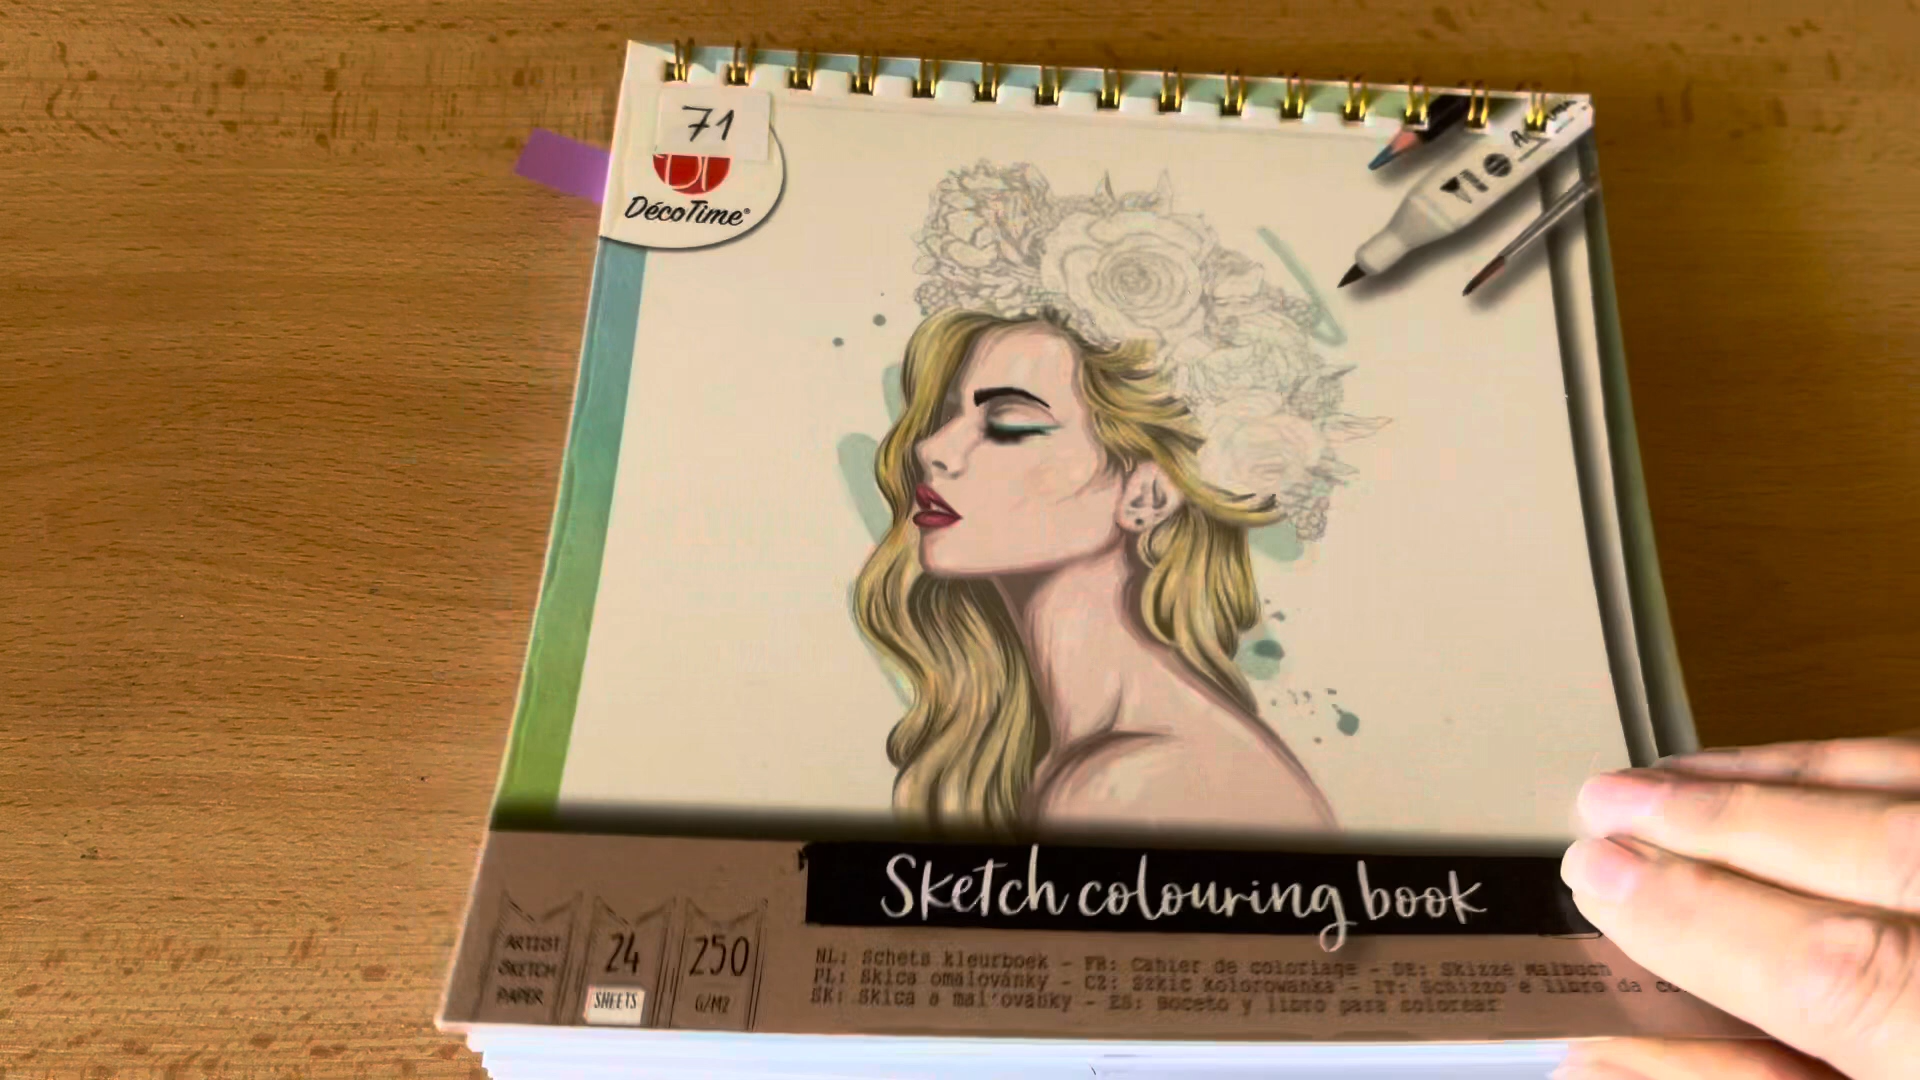 71
DécoTime®
Sketch colouring book
ARTIST
SKETCH
PAPER
24
SHEETS
250
G/M2
NL: Schets kleurboek - FR: Cahier de coloriage - DE: Skizze Malbuch
PL: Skica omalovánky - CZ: Szkic kolorowanka - IT: Schizzo e libro da
SK: Skica a maľovanky - ES: Boceto y libro para colorear